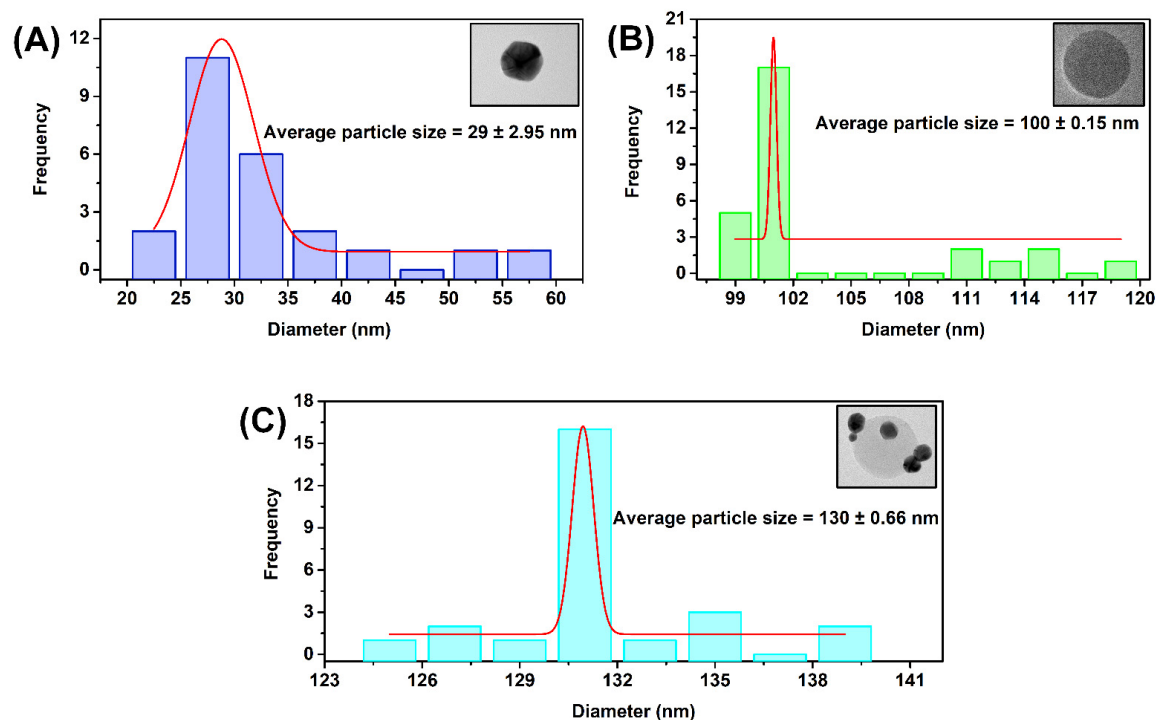 (A)
12
9
6
3
0
Frequency
Average particle size = 29 ± 2.95 nm
20 25 30 35 40 45 50 55 60
Diameter (nm)
(B)
21
18
15
12
9
6
3
0
Frequency
Average particle size = 100 ± 0.15 nm
99 102 105 108 111 114 117 120
Diameter (nm)
(C)
18
15
12
9
6
3
0
Frequency
Average particle size = 130 ± 0.66 nm
123 126 129 132 135 138 141
Diameter (nm)